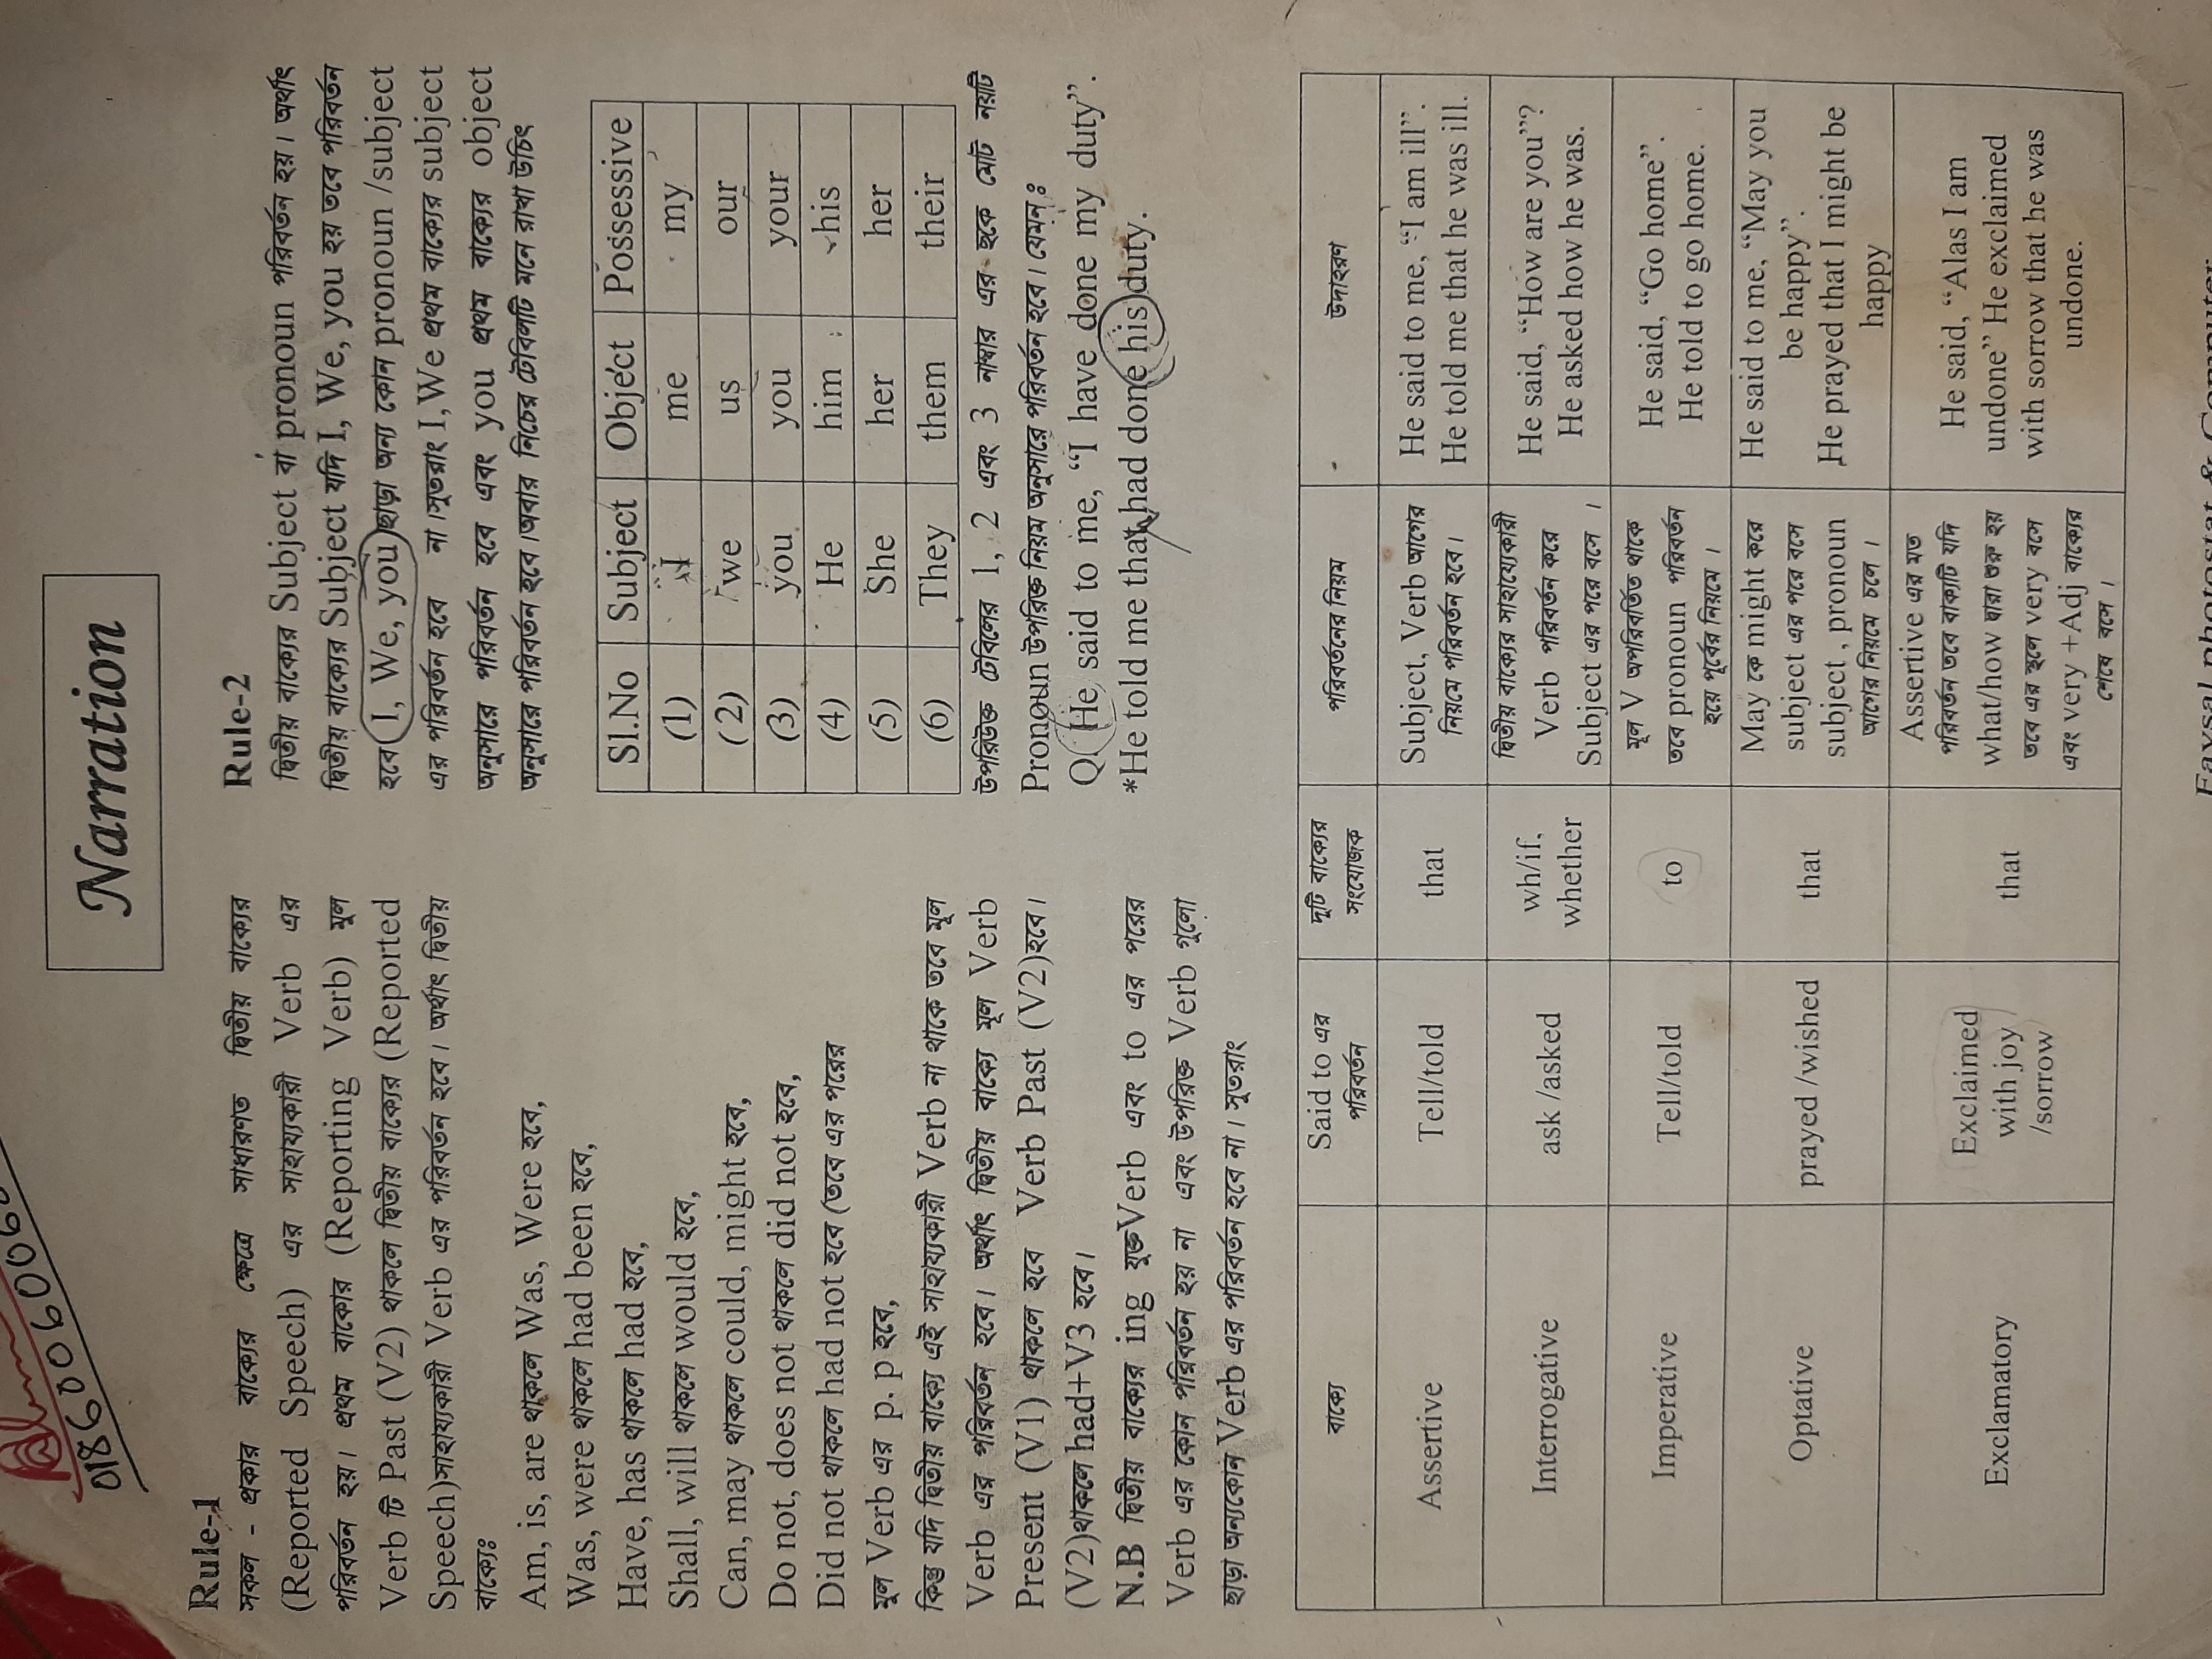 01860060068
Narration
Rule-1
সকল - প্রকার বাক্যের ক্ষেত্রে সাধারণত দ্বিতীয় বাক্যের
(Reported Speech) এর সাহায্যকারী Verb এর
পরিবর্তন হয়। প্রথম বাক্যের (Reporting Verb) মুল
Verb টি Past (V2) থাকলে দ্বিতীয় বাক্যের (Reported
Speech)সাহায্যকারী Verb এর পরিবর্তন হবে। অর্থাৎ দ্বিতীয়
বাক্যেঃ
Am, is, are থাকলে Was, Were হবে,
Was, were থাকলে had been হবে,
Have, has থাকলে had হবে,
Shall, will থাকলে would হবে,
Can, may থাকলে could, might হবে,
Do not, does not থাকলে did not হবে,
Did not থাকলে had not হবে (তবে এর পরের
মুল Verb এর p. p হবে,
কিন্তু যদি দ্বিতীয় বাক্যে এই সাহায্যকারী Verb না থাকে তবে মূল
Verb এর পরিবর্তন হবে। অর্থাৎ দ্বিতীয় বাক্যে মূল Verb
Present (V1) থাকলে হবে Verb Past (V2)হবে।
(V2)থাকলে had+V3 হবে।
N.B দ্বিতীয় বাক্যের ing যুক্তVerb এবং to এর পরের
Verb এর কোন পরিবর্তন হয় না এবং উপরিক্ত Verb গুলো
ছাড়া অন্যকোন Verb এর পরিবর্তন হবে না। সুতরাং
Rule-2
দ্বিতীয় বাক্যের Subject বা pronoun পরিবর্তন হয়। অর্থাৎ
দ্বিতীয় বাক্যের Subject যদি I, We, you হয় তবে পরিবর্তন
হবে I, We, you ছাড়া অন্য কোন pronoun /subject
এর পরিবর্তন হবে না।সুতরাং I,We প্রথম বাক্যের subject
অনুসারে পরিবর্তন হবে এবং you প্রথম বাক্যের object
অনুসারে পরিবর্তন হবে।আবার নিচের টেবিলটি মনে রাখা উচিৎ
Sl.No Subject Object Possessive
(1) I me my
(2) we us our
(3) you you your
(4) He him his
(5) She her her
(6) They them their
উপরিউক্ত টেবিলের 1, 2 এবং 3 নাম্বার এর ছকে মোট নয়টি
Pronoun উপরিক্ত নিয়ম অনুসারে পরিবর্তন হবে। যেমন ঃ
Q. He said to me, “I have done my duty”.
*He told me that had done his duty.
বাক্যে
Said to এর
পরিবর্তন
দুটি বাক্যের
সংযোজক
পরিবর্তনের নিয়ম
উদাহরণ
Assertive
Tell/told
that
Subject, Verb আগের
নিয়মে পরিবর্তন হবে।
He said to me, “I am ill”.
He told me that he was ill.
Interrogative
ask /asked
wh/if,
whether
দ্বিতীয় বাক্যের সাহায্যেকারী
Verb পরিবর্তন করে
Subject এর পরে বসে ।
He said, “How are you”?
He asked how he was.
Imperative
Tell/told
to
মূল V অপরিবর্তিত থাকে
তবে pronoun পরিবর্তন
হয়ে পূর্বের নিয়মে ।
He said, “Go home”.
He told to go home.
Optative
prayed /wished
that
May কে might করে
subject এর পরে বসে
subject , pronoun
আগের নিয়মে চলে ।
He said to me, “May you
be happy”.
He prayed that I might be
happy
Exclamatory
Exclaimed
with joy
/sorrow
that
Assertive এর মত
পরিবর্তন তবে বাক্যটি যদি
what/how দ্বারা শুরু হয়
তবে এর স্থলে very বসে
এবং very +Adj বাক্যের
শেষে বসে ।
He said, “Alas I am
undone” He exclaimed
with sorrow that he was
undone.
Faysal photostat & Computer